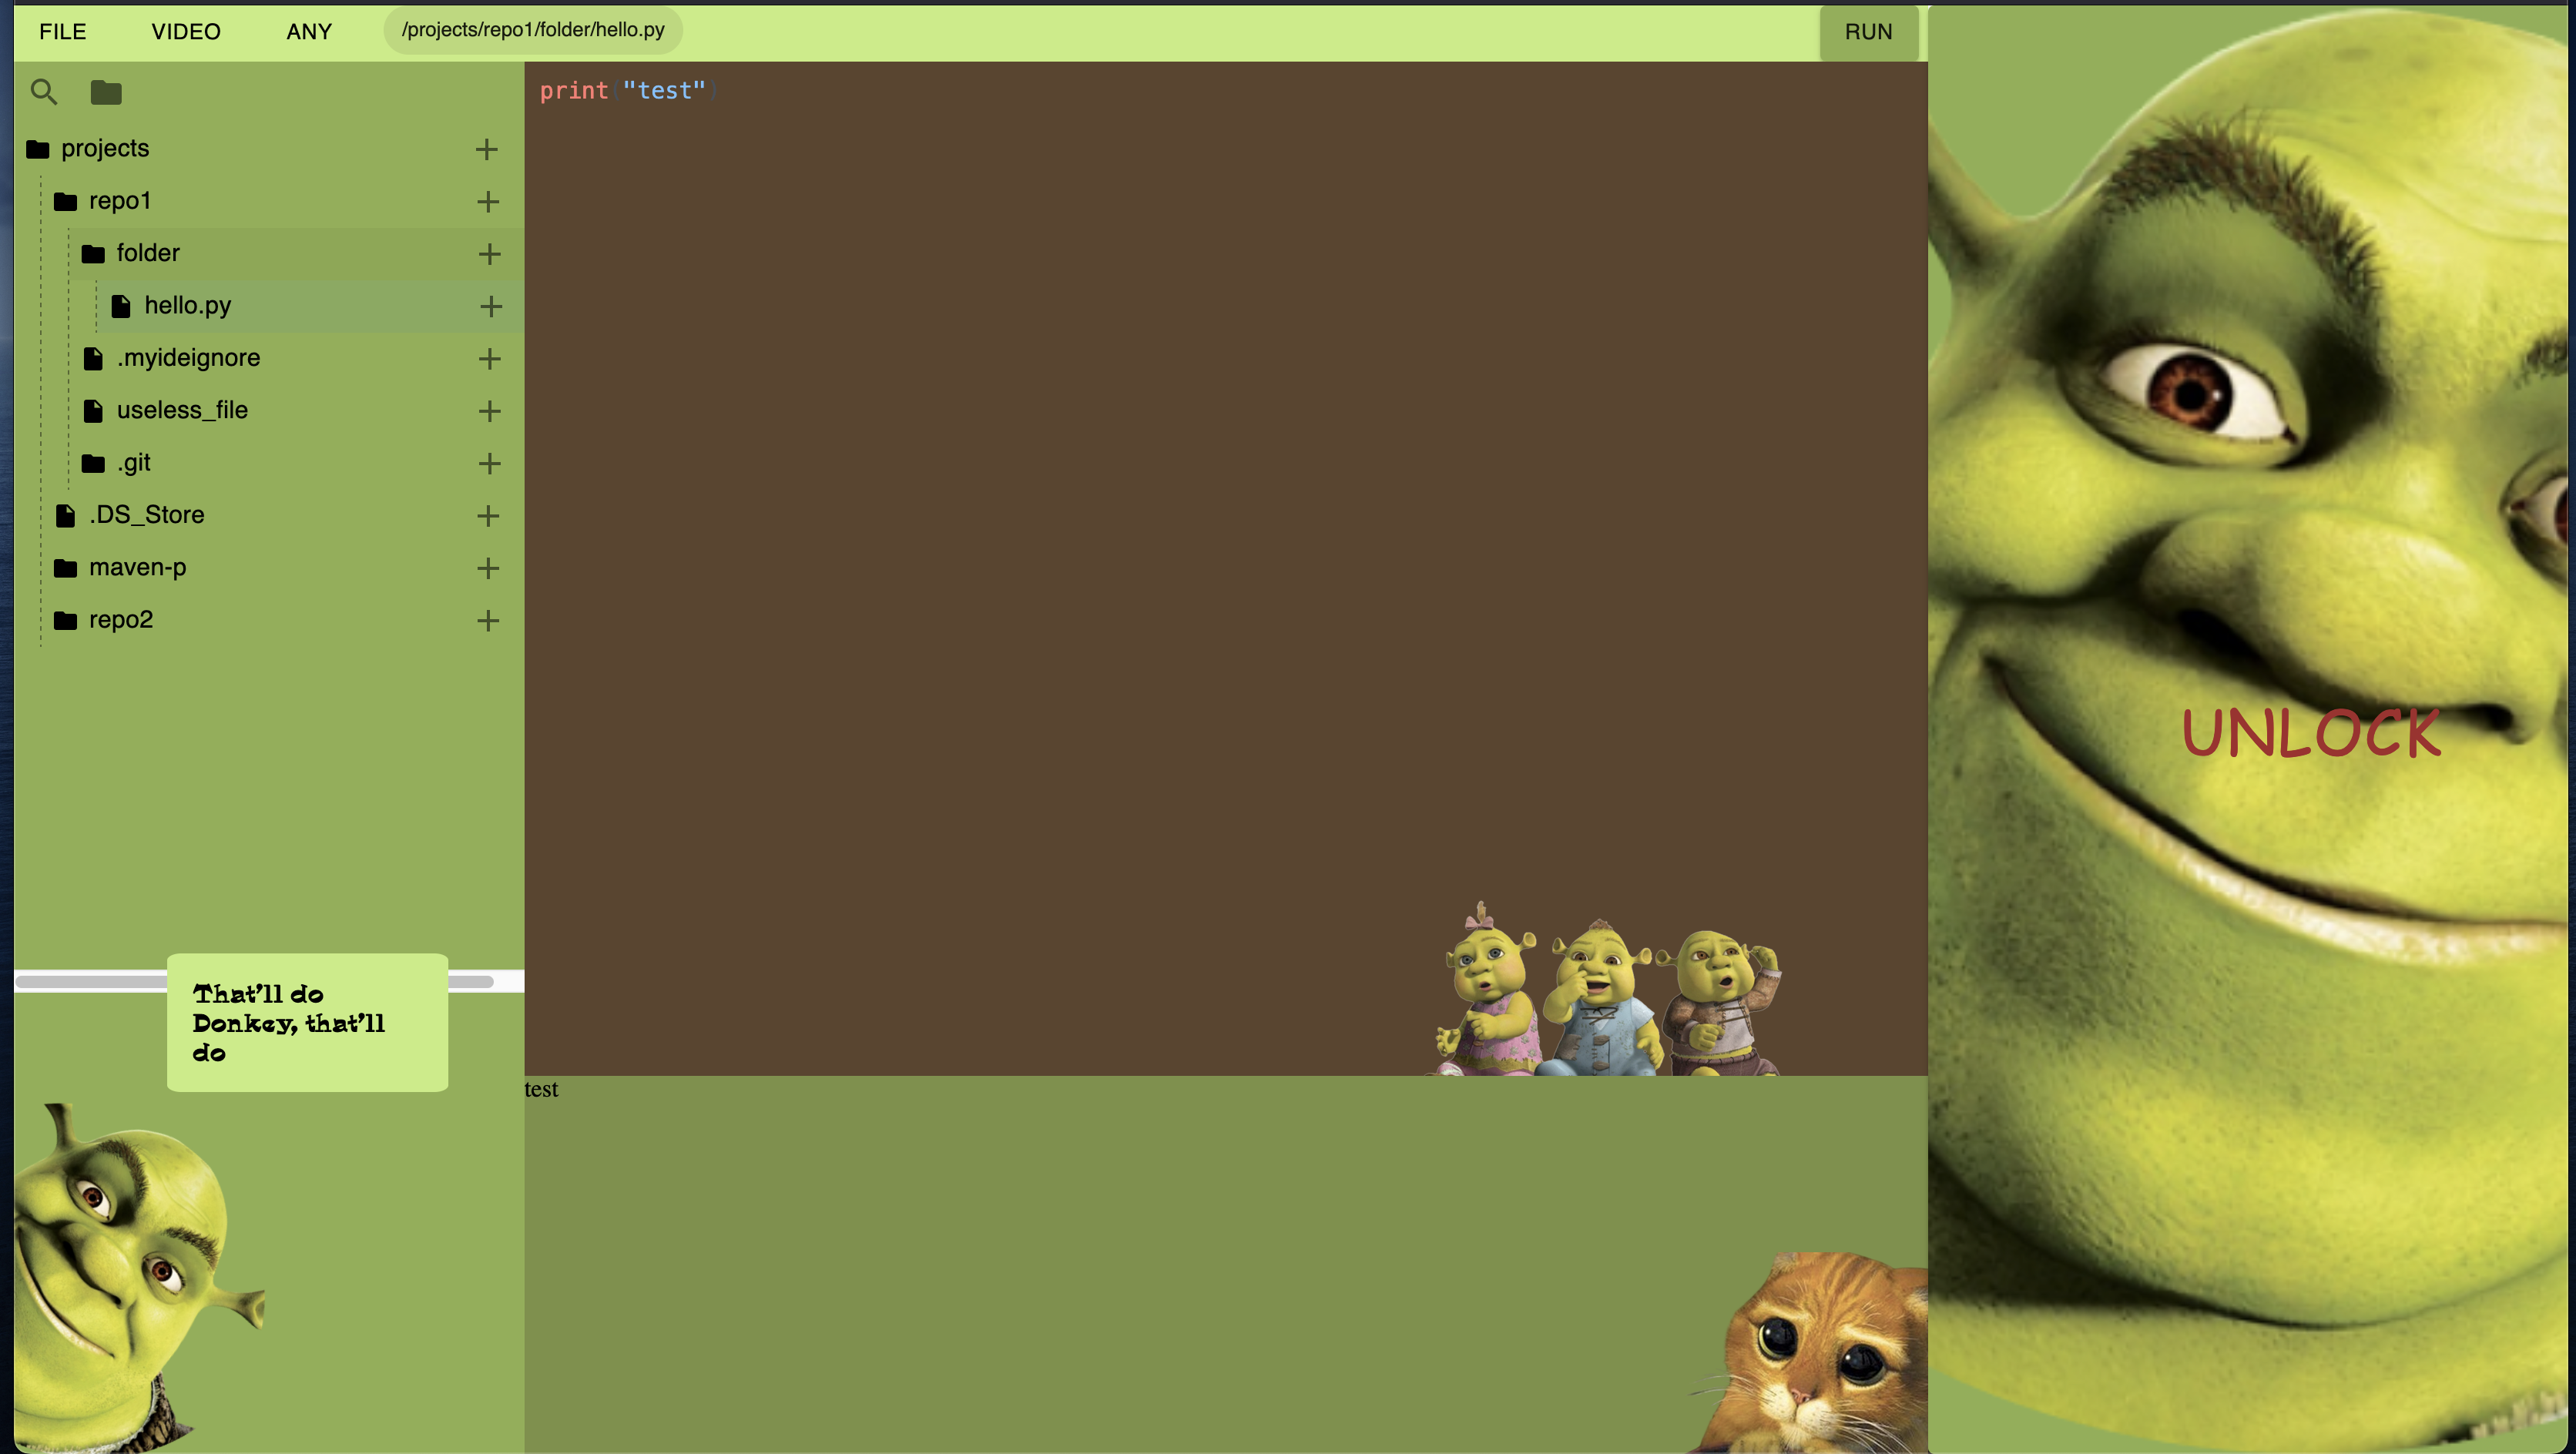 FILE VIDEO ANY /projects/repo1/folder/hello.py RUN
projects
repo1
folder
hello.py
.myideignore
useless_file
.git
.DS_Store
maven-p
repo2
print("test")
UNLOCK
That'll do
Donkey, that'll
do
test